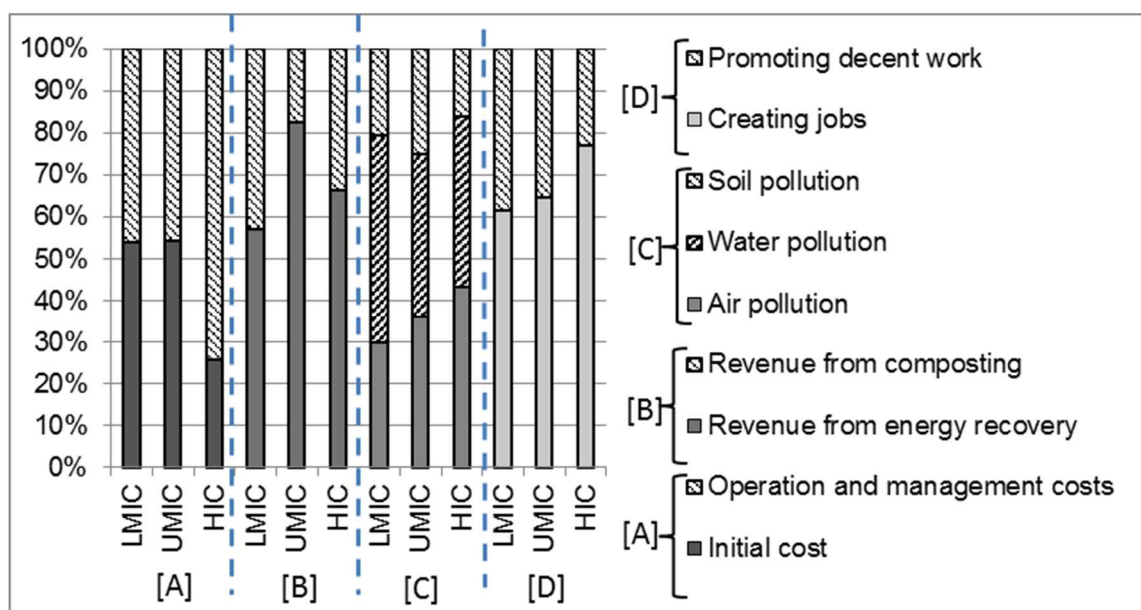 100%
90%
80%
70%
60%
50%
40%
30%
20%
10%
0%
LMIC
UMIC
HIC
LMIC
UMIC
HIC
LMIC
UMIC
HIC
LMIC
UMIC
HIC
[A]
[B]
[C]
[D]
[D]
Promoting decent work
Creating jobs
[C]
Soil pollution
Water pollution
Air pollution
[B]
Revenue from composting
Revenue from energy recovery
[A]
Operation and management costs
Initial cost